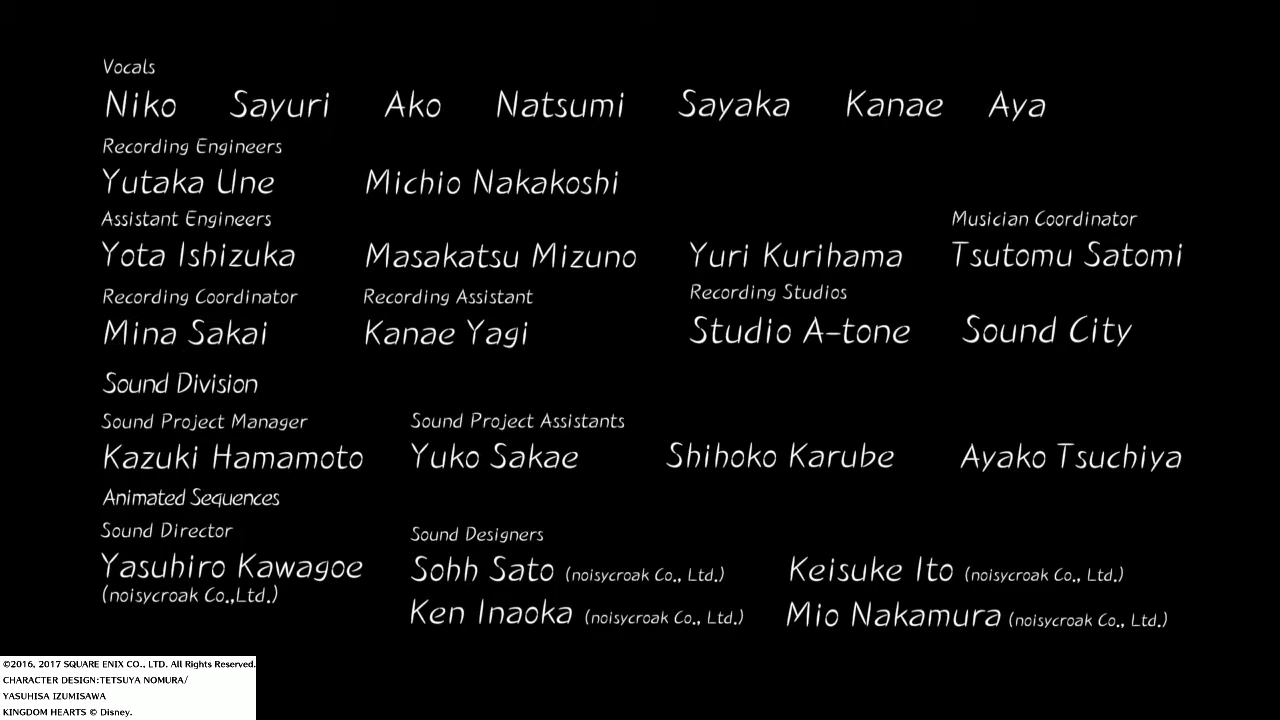 Vocals
Niko Sayuri Ako Natsumi Sayaka Kanae Aya
Recording Engineers
Yutaka Une Michio Nakakoshi
Assistant Engineers Musician Coordinator
Yota Ishizuka Masakatsu Mizuno Yuri Kurihama Tsutomu Satomi
Recording Coordinator Recording Assistant Recording Studios
Mina Sakai Kanae Yagi Studio A-tone Sound City
Sound Division
Sound Project Manager Sound Project Assistants
Kazuki Hamamoto Yuko Sakae Shihoko Karube Ayako Tsuchiya
Animated Sequences
Sound Director Sound Designers
Yasuhiro Kawagoe Sohh Sato (noisycroak Co., Ltd.) Keisuke Ito (noisycroak Co., Ltd.)
(noisycroak Co.,Ltd.)
Ken Inaoka (noisycroak Co., Ltd.) Mio Nakamura (noisycroak Co., Ltd.)
©2016, 2017 SQUARE ENIX CO., LTD. All Rights Reserved.
CHARACTER DESIGN:TETSUYA NOMURA/
YASUHISA IZUMISAWA
KINGDOM HEARTS © Disney.